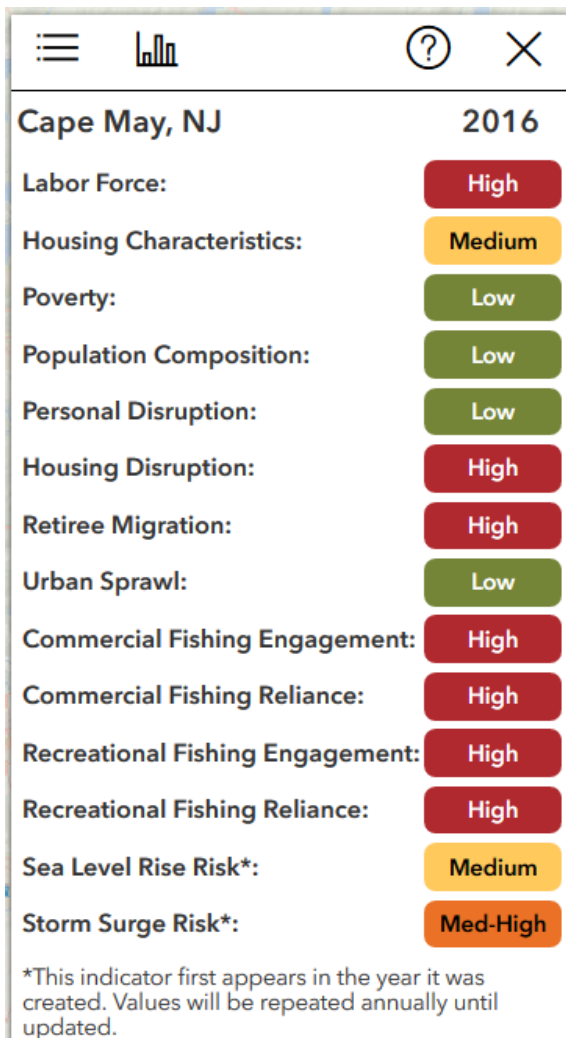 Cape May, NJ 2016
Labor Force: High
Housing Characteristics: Medium
Poverty: Low
Population Composition: Low
Personal Disruption: Low
Housing Disruption: High
Retiree Migration: High
Urban Sprawl: Low
Commercial Fishing Engagement: High
Commercial Fishing Reliance: High
Recreational Fishing Engagement: High
Recreational Fishing Reliance: High
Sea Level Rise Risk*: Medium
Storm Surge Risk*: Med-High
*This indicator first appears in the year it was
created. Values will be repeated annually until
updated.